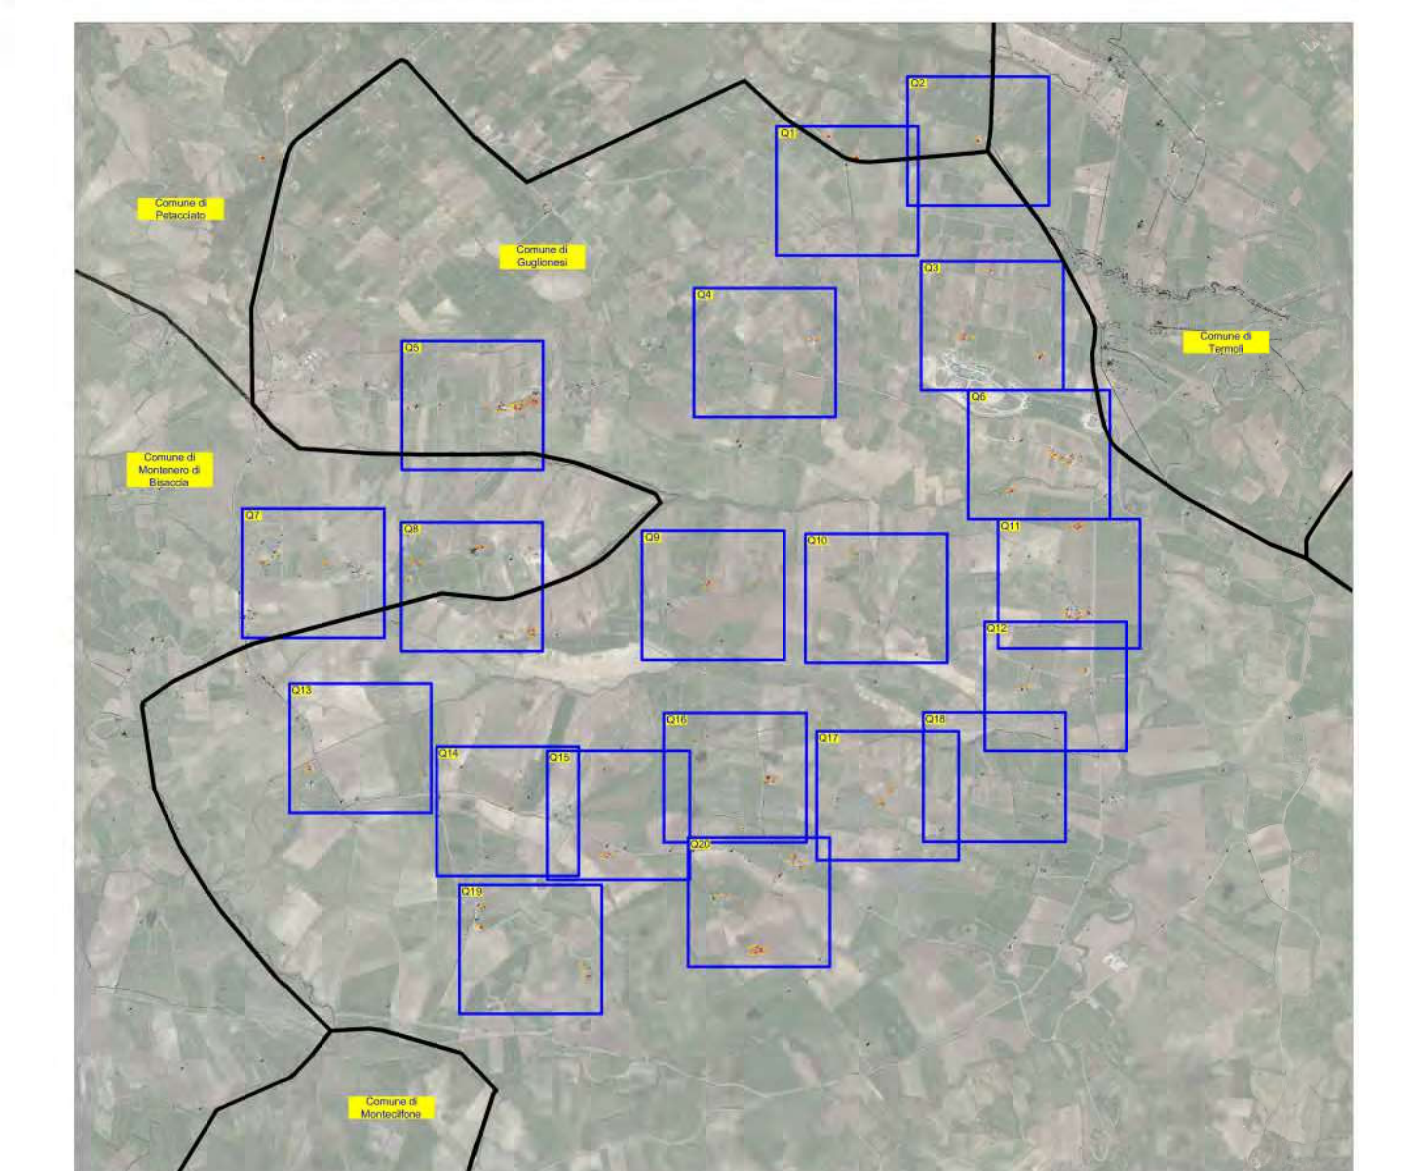 Q2
Q1
Comune di
Petacciato
Comune di
Guglionesi
Q3
Q4
Comune di
Termoli
Q5
Q6
Comune di
Montenero di
Bisaccia
Q7
Q8
Q9
Q10
Q11
Q12
Q13
Q14
Q15
Q16
Q17
Q18
Q20
Q19
Comune di
Montecilfone